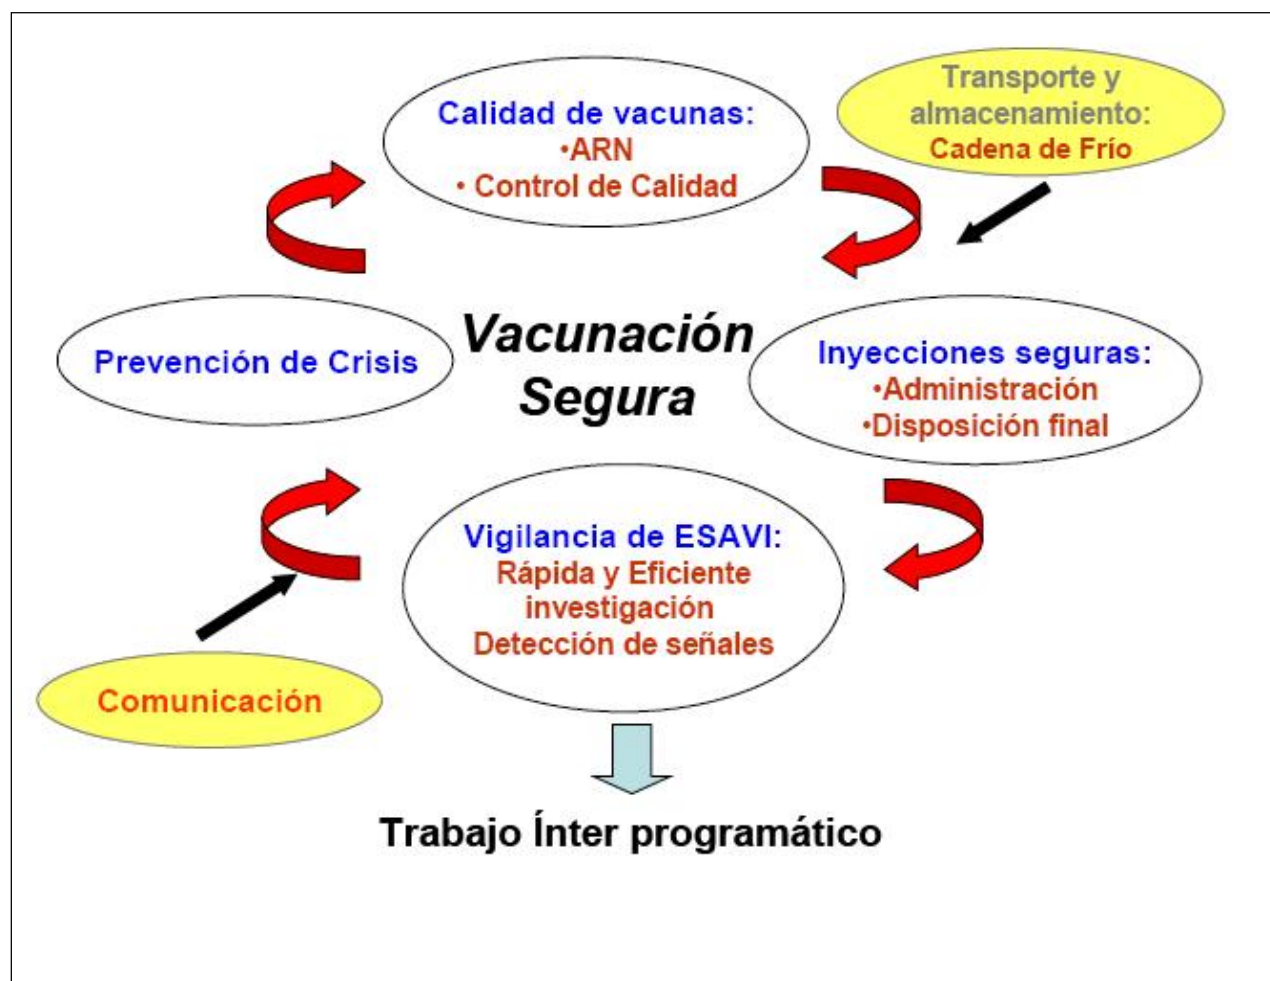 Calidad de vacunas:
•ARN
• Control de Calidad
Transporte y
almacenamiento:
Cadena de Frío
Prevención de Crisis
Vacunación
Segura
Inyecciones seguras:
•Administración
•Disposición final
Vigilancia de ESAVI:
Rápida y Eficiente
investigación
Detección de señales
Comunicación
Trabajo Ínter programático